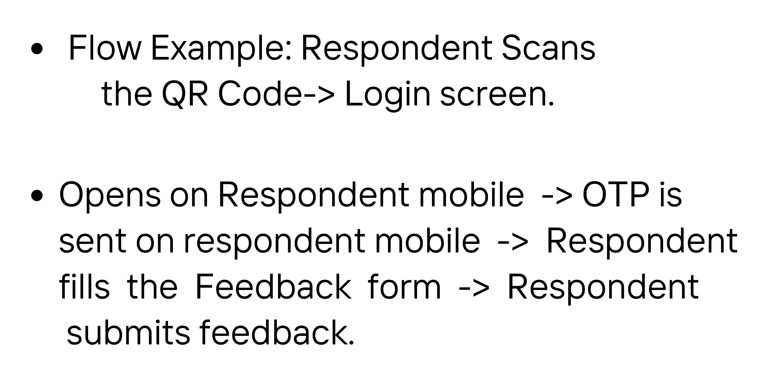 • Flow Example: Respondent Scans
the QR Code-> Login screen.
• Opens on Respondent mobile -> OTP is
sent on respondent mobile -> Respondent
fills the Feedback form -> Respondent
submits feedback.